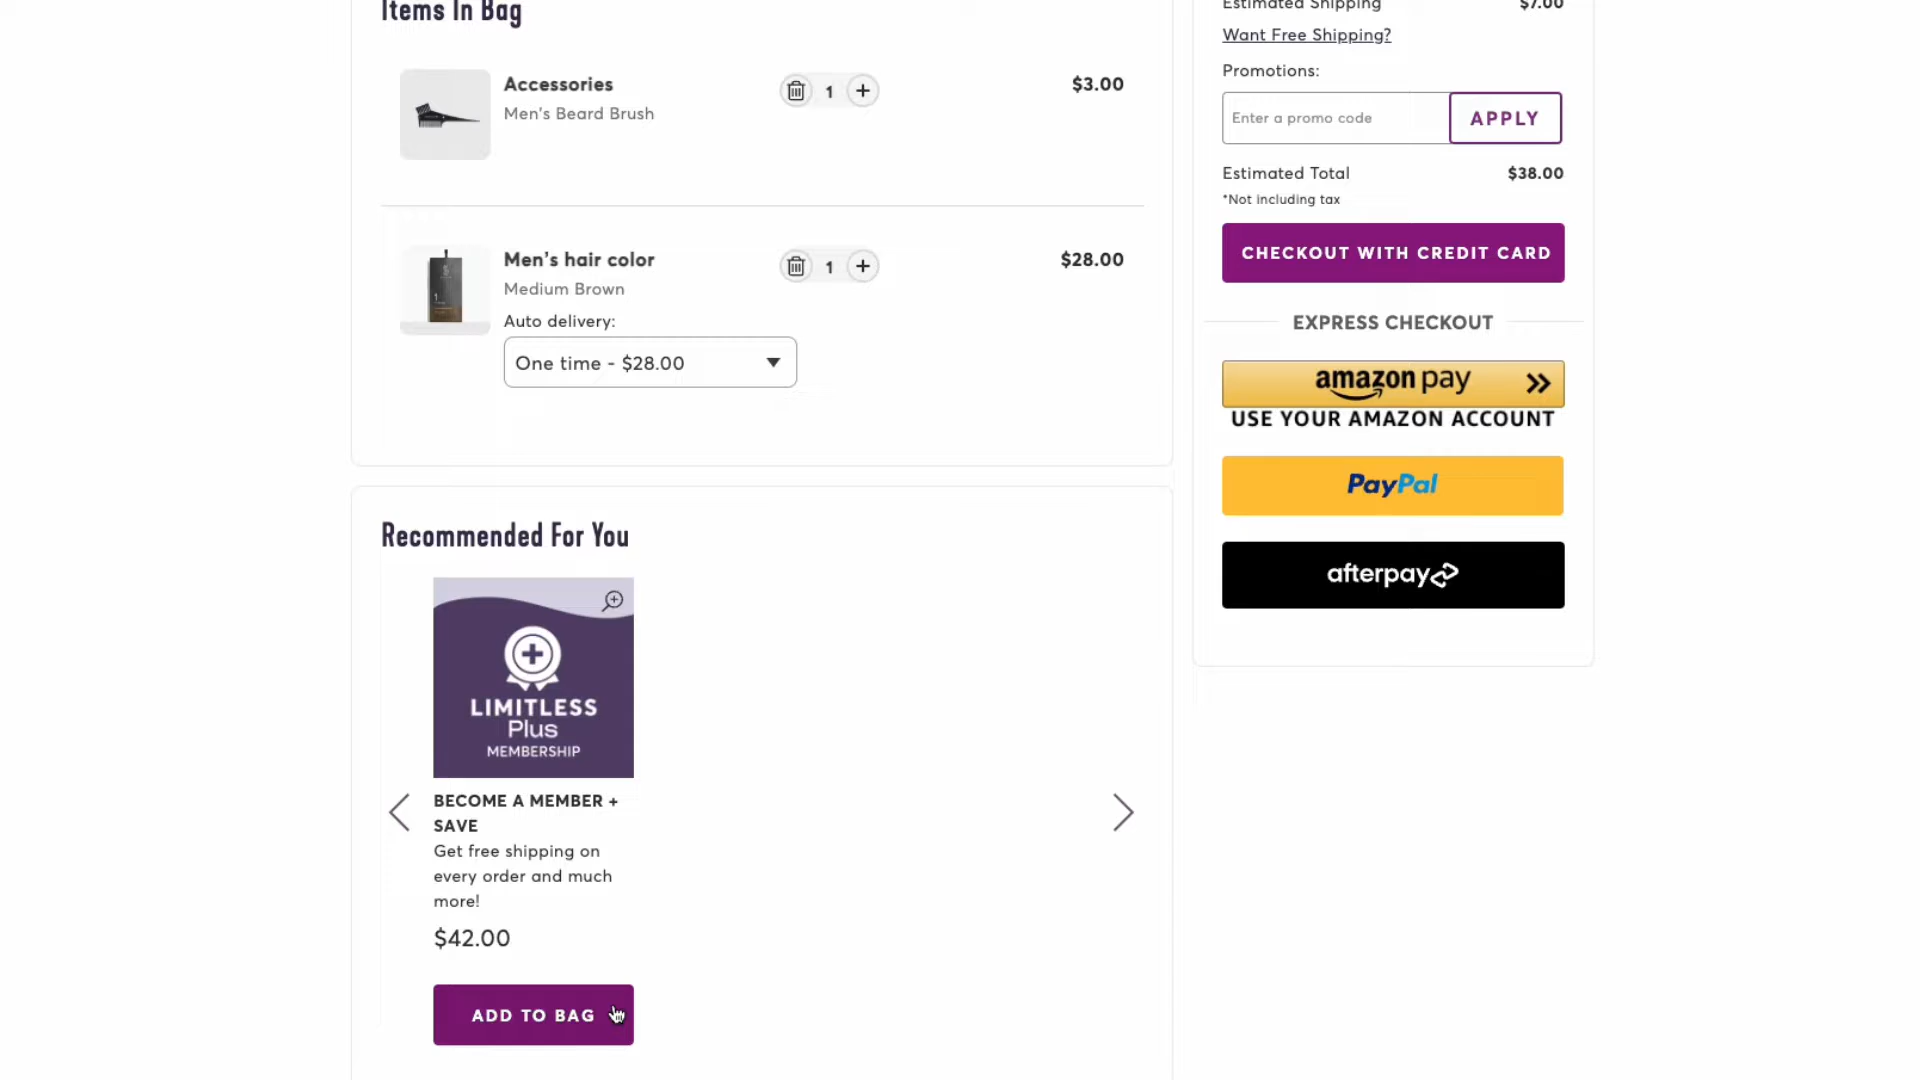 Items In Bag
Accessories
Men's Beard Brush
1
$3.00
Men's hair color
Medium Brown
1
$28.00
Auto delivery:
One time - $28.00
Recommended For You
LIMITLESS
Plus
MEMBERSHIP
BECOME A MEMBER +
SAVE
Get free shipping on
every order and much
more!
$42.00
ADD TO BAG
Estimated Shipping $7.00
Want Free Shipping?
Promotions:
Enter a promo code
APPLY
Estimated Total $38.00
*Not including tax
CHECKOUT WITH CREDIT CARD
EXPRESS CHECKOUT
amazon pay
USE YOUR AMAZON ACCOUNT
PayPal
afterpay